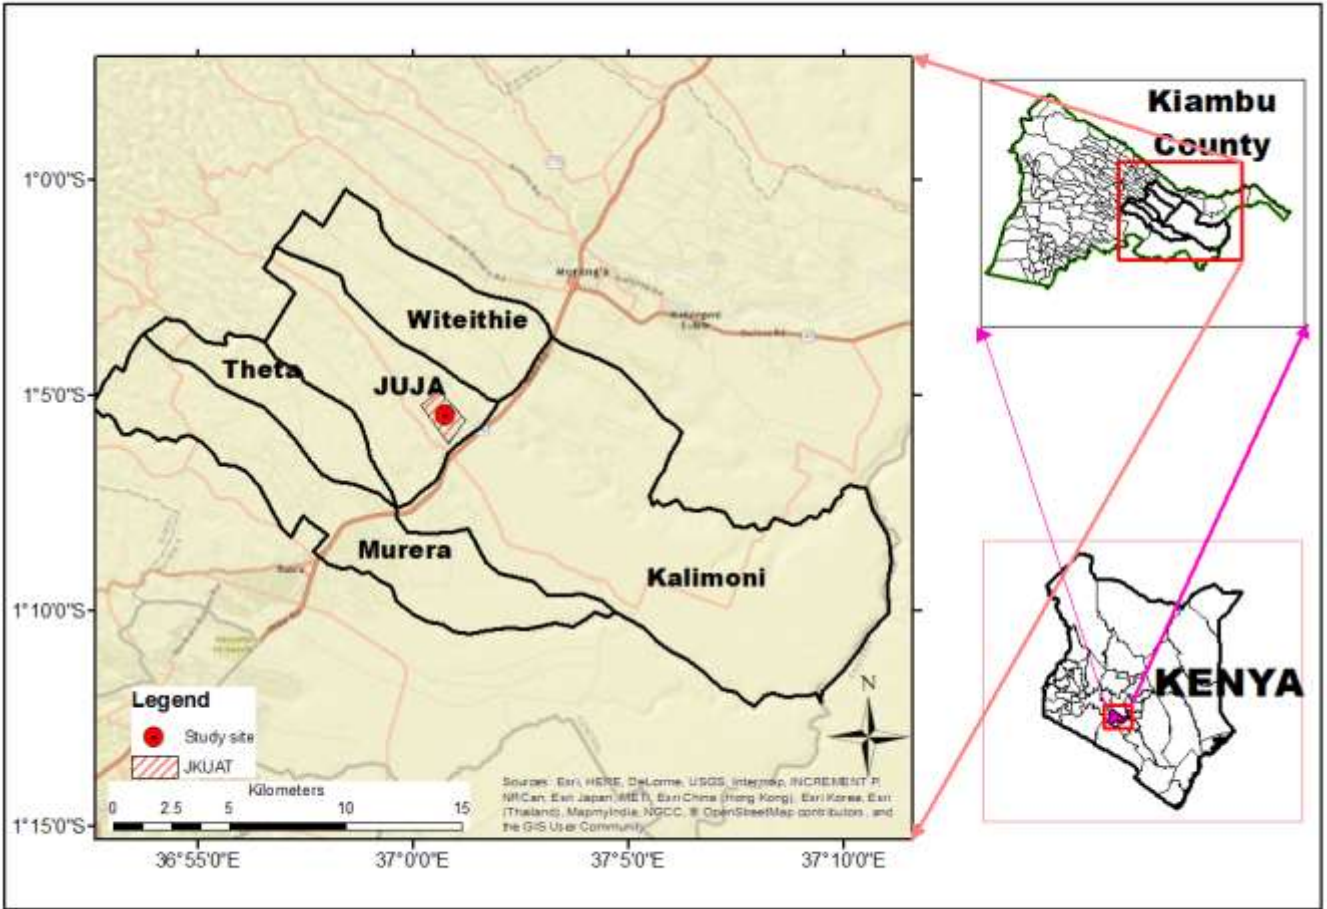 Kiambu
County
1°0'0"S
Witeithie
Theta
JUJA
1°5'0"S
Murera
Kalimoni
1°10'0"S
KENYA
N
Legend
Study site
JKUAT
Kilometers
0 2.5 5 10 15
Sources: Esri, HERE, DeLorme, USGS, Intermap, INCREMENT P,
NRCan, Esri Japan, METI, Esri China (Hong Kong), Esri Korea, Esri
(Thailand), MapmyIndia, NGCC, © OpenStreetMap contributors, and
the GIS User Community
1°15'0"S
36°55'0"E 37°0'0"E 37°5'0"E 37°10'0"E